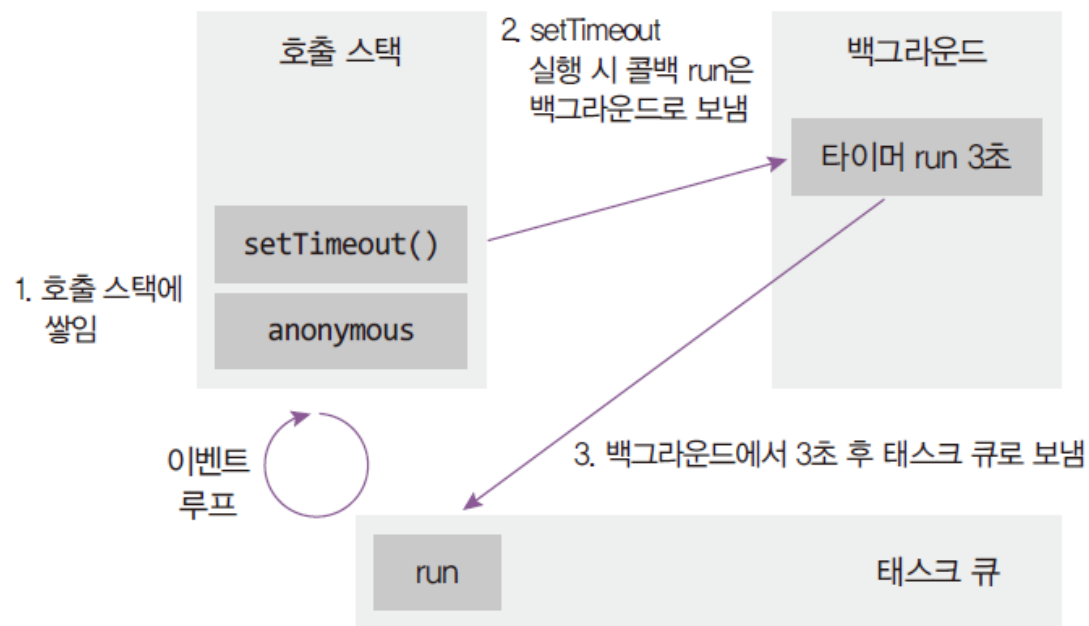 호출 스택
2. setTimeout
실행 시 콜백 run은
백그라운드로 보냄
백그라운드
타이머 run 3초
setTimeout()
1. 호출 스택에
쌓임
anonymous
이벤트
루프
3. 백그라운드에서 3초 후 태스크 큐로 보냄
run
태스크 큐